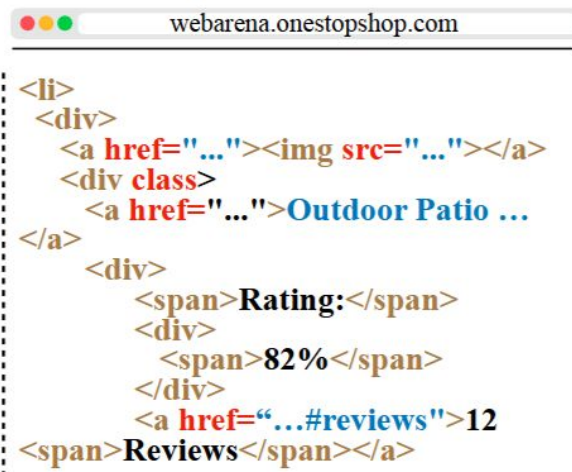 webarena.onestopshop.com
<li>
<div>
<a href="..."><img src="..."></a>
<div class>
<a href="...">Outdoor Patio …
</a>
<div>
<span>Rating:</span>
<div>
<span>82%</span>
</div>
<a href=“…#reviews">12
<span>Reviews</span></a>